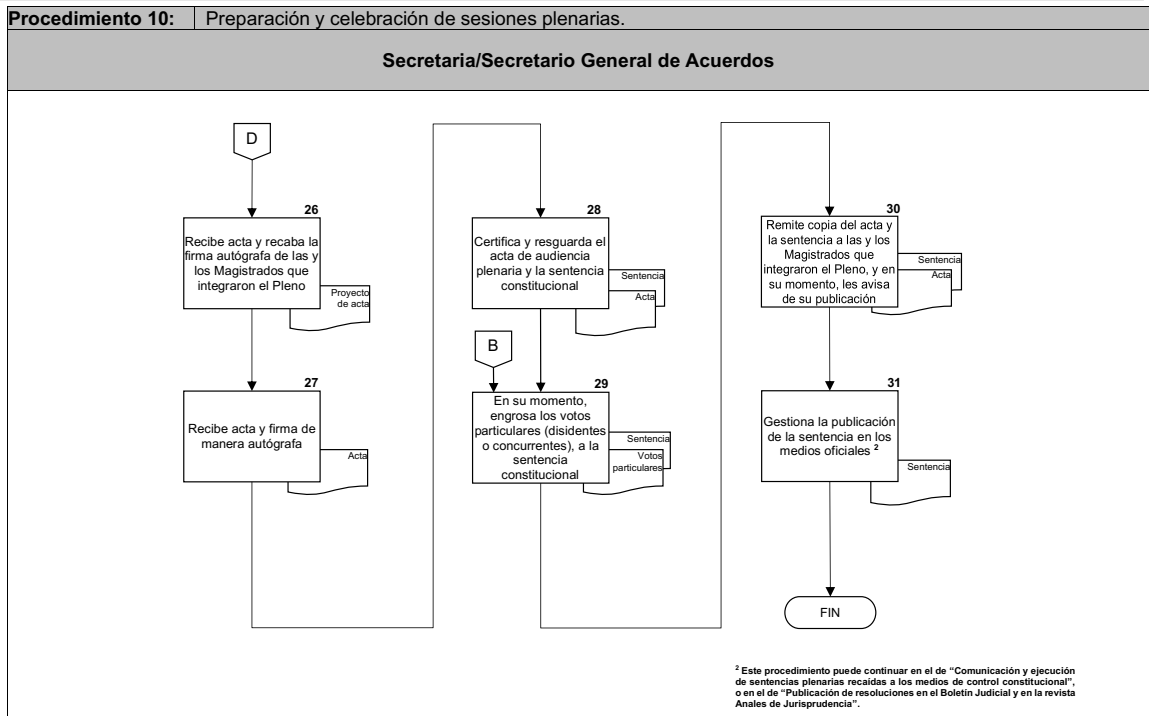 Procedimiento 10: Preparación y celebración de sesiones plenarias.
Secretaria/Secretario General de Acuerdos
D
26
Recibe acta y recaba la
firma autógrafa de las y
los Magistrados que
integraron el Pleno
Proyecto
de acta
27
Recibe acta y firma de
manera autógrafa
Acta
28
Certifica y resguarda el
acta de audiencia
plenaria y la sentencia
constitucional
Sentencia
Acta
B
29
En su momento,
engrosa los votos
particulares (disidentes
o concurrentes), a la
sentencia
constitucional
Sentencia
Votos
particulares
30
Remite copia del acta y
la sentencia a las y los
Magistrados que
integraron el Pleno, y en
su momento, les avisa
de su publicación
Sentencia
Acta
31
Gestiona la publicación
de la sentencia en los
medios oficiales 2
Sentencia
FIN
2 Este procedimiento puede continuar en el de “Comunicación y ejecución
de sentencias plenarias recaídas a los medios de control constitucional”,
o en el de “Publicación de resoluciones en el Boletín Judicial y en la revista
Anales de Jurisprudencia”.